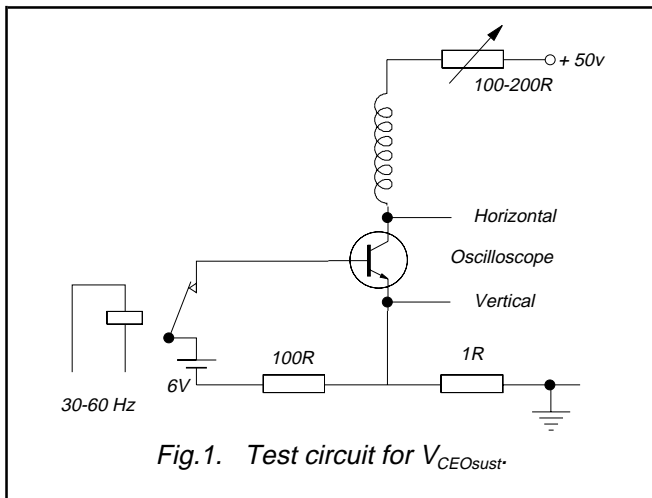 + 50v
100-200R
Horizontal
Oscilloscope
Vertical
100R
1R
6V
30-60 Hz
Fig.1. Test circuit for VCEOsust.